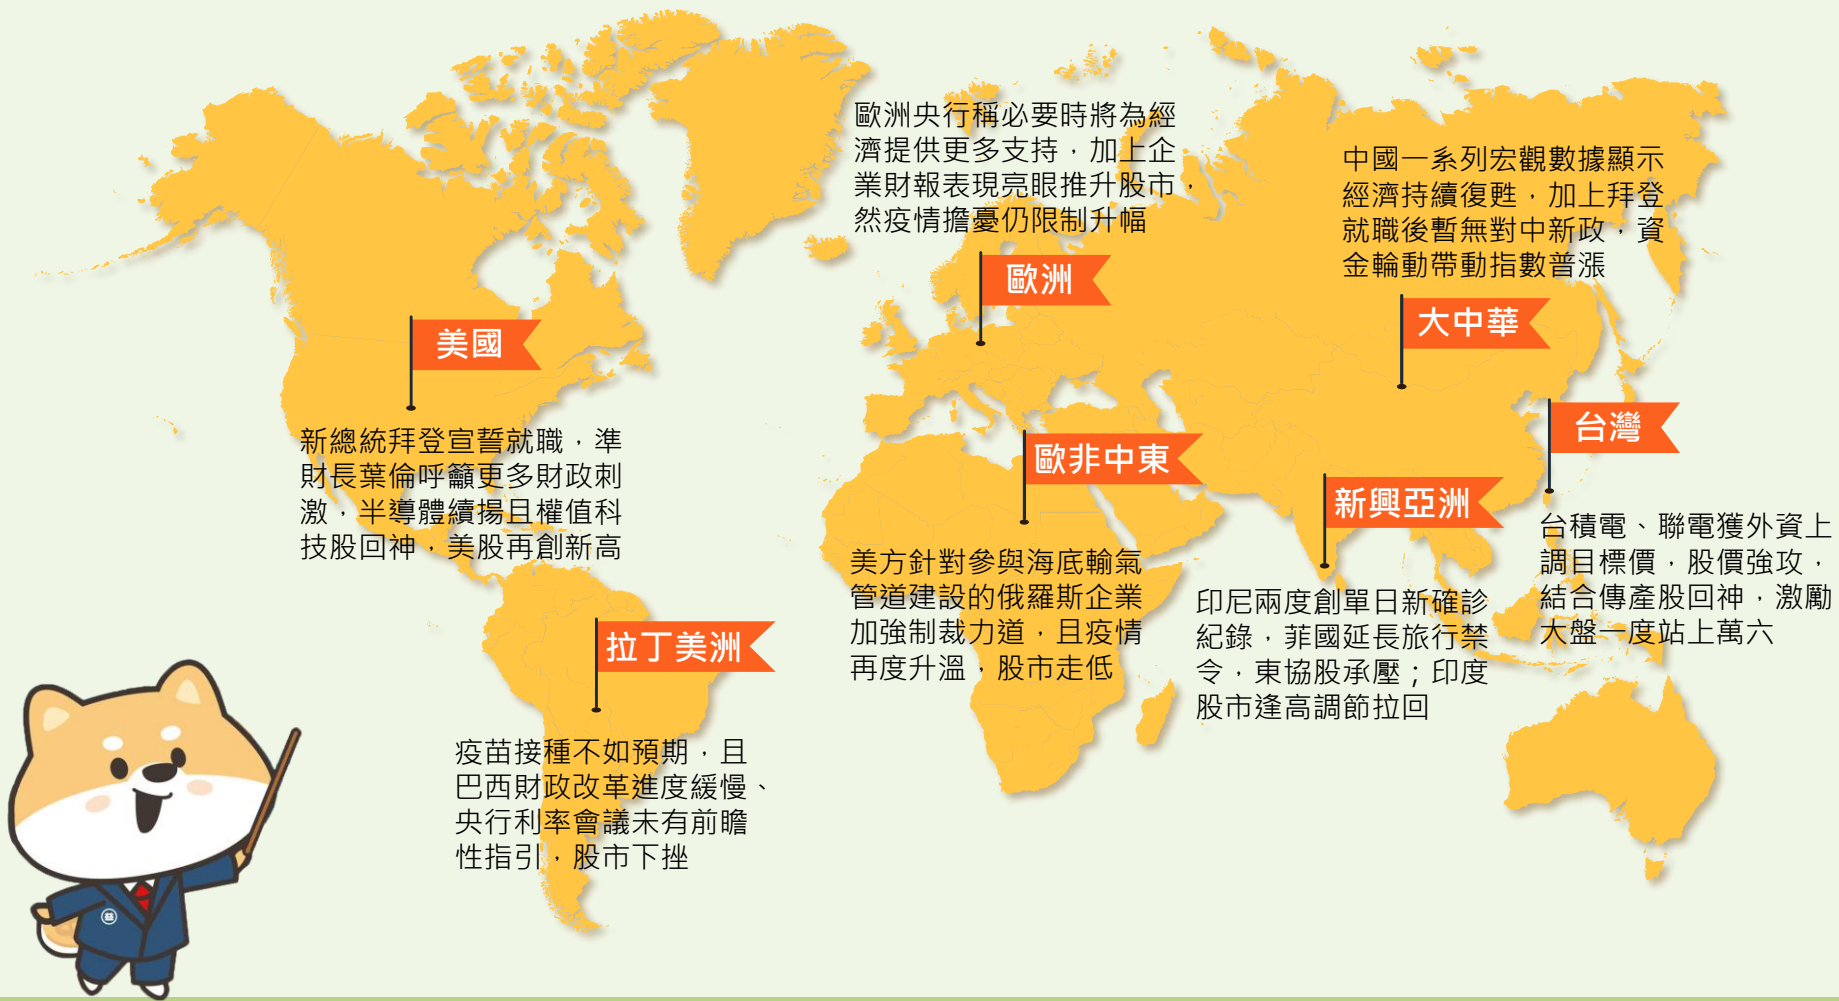 歐洲央行稱必要時將為經
濟提供更多支持，加上企
業財報表現亮眼推升股市，
然疫情擔憂仍限制升幅
歐洲
中國一系列宏觀數據顯示
經濟持續復甦，加上拜登
就職後暫無對中新政，資
金輪動帶動指數普漲
大中華
美國
新總統拜登宣誓就職，準
財長葉倫呼籲更多財政刺
激，半導體續揚且權值科
技股回神，美股再創新高
歐非中東
美方針對參與海底輸氣
管道建設的俄羅斯企業
加強制裁力道，且疫情
再度升溫，股市走低
新興亞洲
印尼兩度創單日新確診
紀錄，菲國延長旅行禁
令，東協股承壓；印度
股市逢高調節拉回
台灣
台積電、聯電獲外資上
調目標價，股價強攻，
結合傳產股回神，激勵
大盤一度站上萬六
拉丁美洲
疫苗接種不如預期，且
巴西財政改革進度緩慢、
央行利率會議未有前瞻
性指引，股市下挫